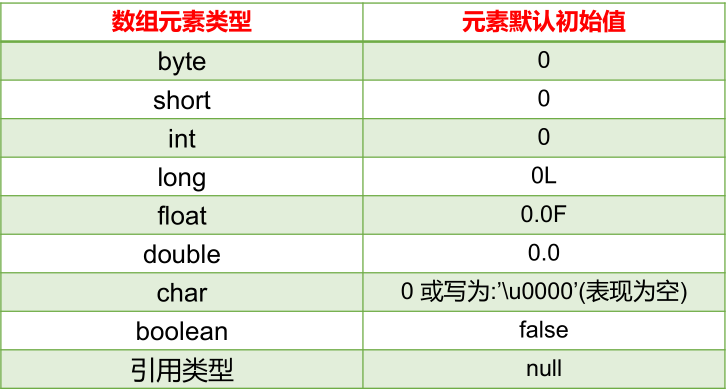 数组元素类型 元素默认初始值
byte 0
short 0
int 0
long 0L
float 0.0F
double 0.0
char 0 或写为:’\u0000’(表现为空)
boolean false
引用类型 null